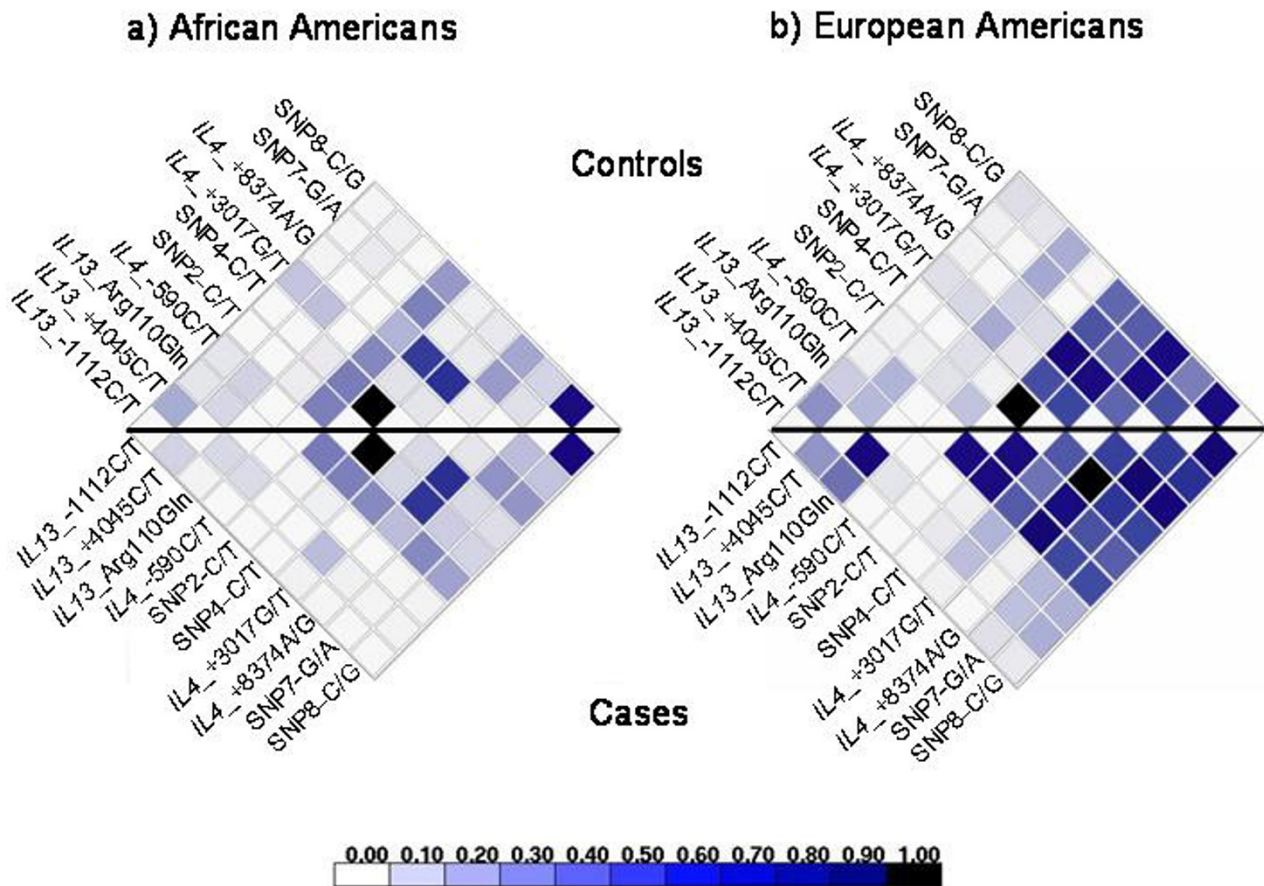 a) African Americans
b) European Americans
Controls
SNP8-C/G
SNP7-G/A
IL4_+8374A/G
IL4_+3017G/T
SNP4-C/T
SNP2-C/T
IL4_-590C/T
IL13_Arg110Gln
IL13_+4045C/T
IL13_-1112C/T
SNP8-C/G
SNP7-G/A
IL4_+8374A/G
IL4_+3017G/T
SNP4-C/T
SNP2-C/T
IL4_-590C/T
IL13_Arg110Gln
IL13_+4045C/T
IL13_-1112C/T
IL13_-1112C/T
IL13_+4045C/T
IL13_Arg110Gln
IL4_-590C/T
SNP2-C/T
SNP4-C/T
IL4_+3017G/T
IL4_+8374A/G
SNP7-G/A
SNP8-C/G
IL13_-1112C/T
IL13_+4045C/T
IL13_Arg110Gln
IL4_-590C/T
SNP2-C/T
SNP4-C/T
IL4_+3017G/T
IL4_+8374A/G
SNP7-G/A
SNP8-C/G
Cases
0.00 0.10 0.20 0.30 0.40 0.50 0.60 0.70 0.80 0.90 1.00